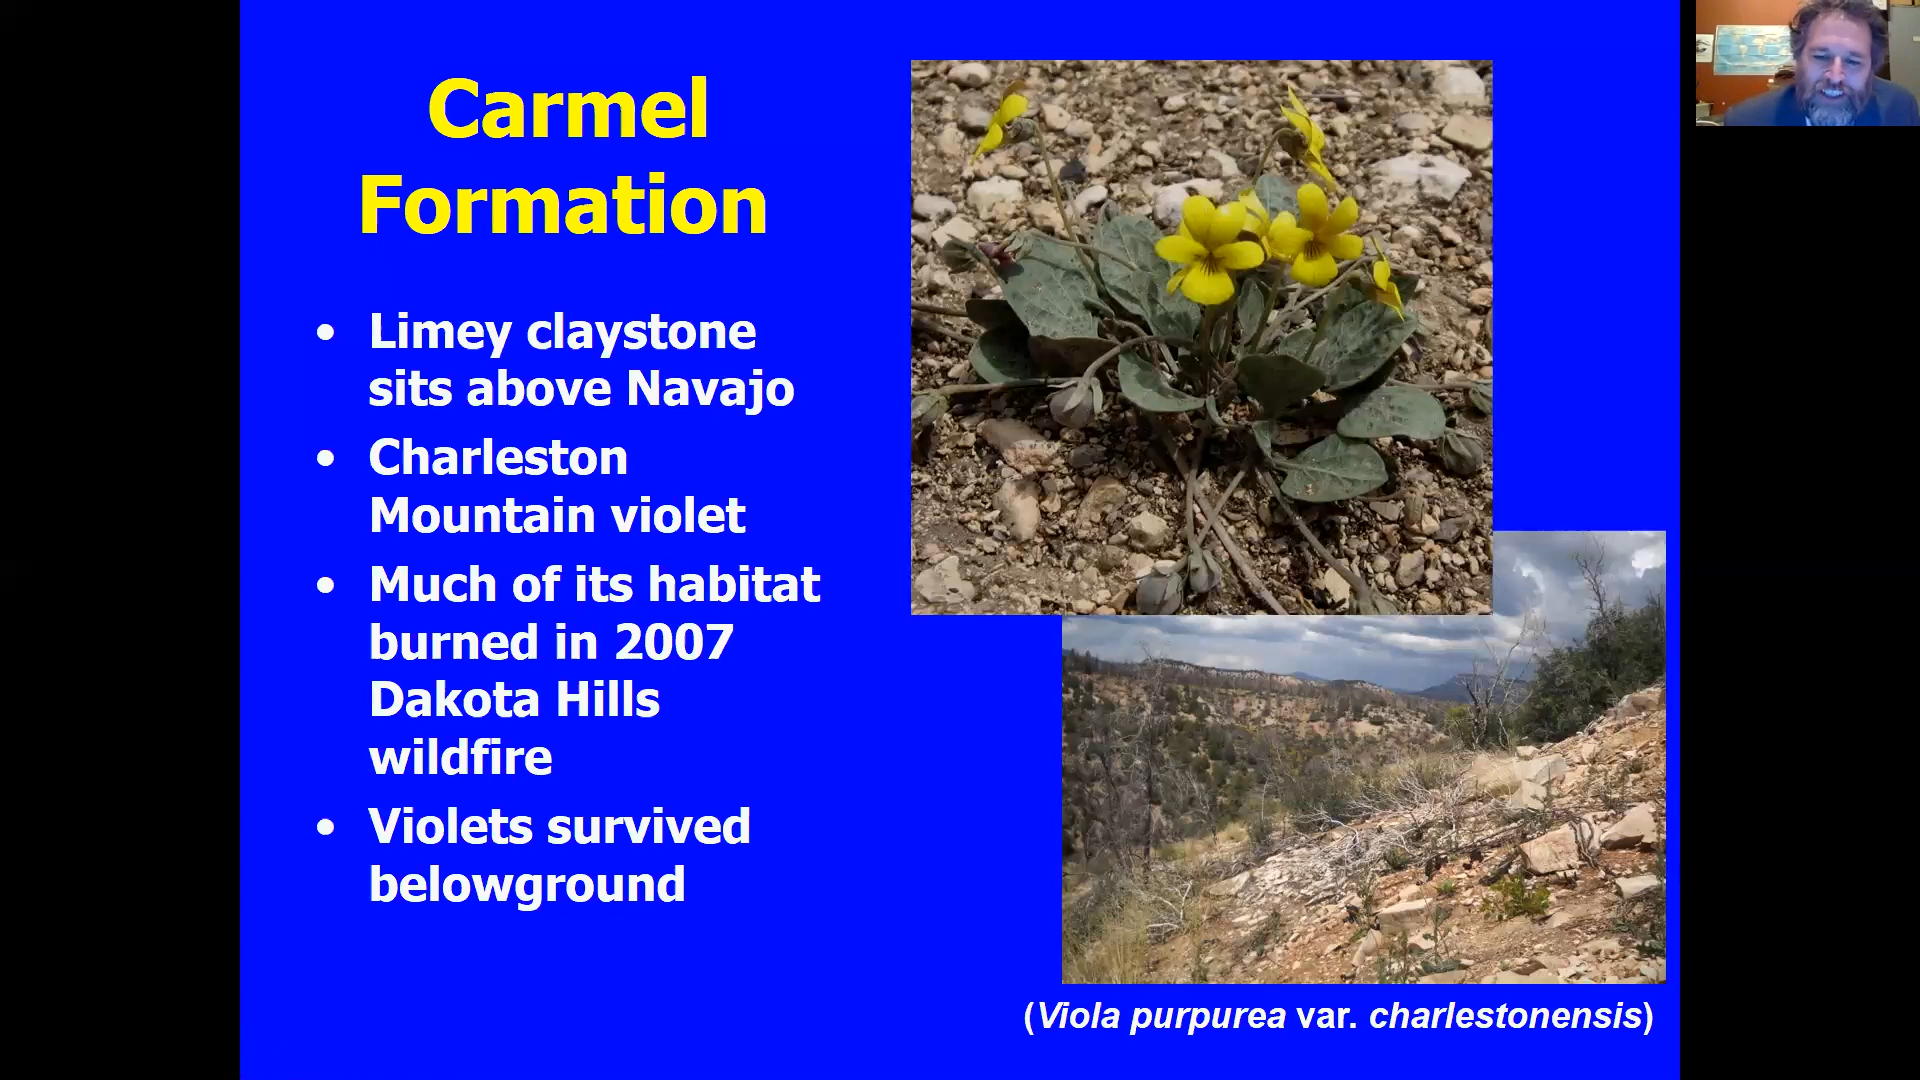 Carmel
Formation
• Limey claystone
sits above Navajo
• Charleston
Mountain violet
• Much of its habitat
burned in 2007
Dakota Hills
wildfire
• Violets survived
belowground
(Viola purpurea var. charlestonensis)